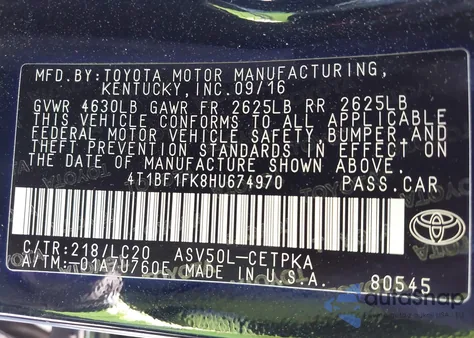 MFD.BY:TOYOTA MOTOR MANUFACTURING,
KENTUCKY, INC.09/16
GVWR 4630LB GAWR FR 2625LB RR 2625LB
THIS VEHICLE CONFORMS TO ALL APPLICABLE
FEDERAL MOTOR VEHICLE SAFETY, BUMPER,AND
THEFT PREVENTION STANDARDS IN EFFECT ON
THE DATE OF MANUFACTURE SHOWN ABOVE.
4T1BF1FK8HU674970 PASS.CAR
C/TR:218/LC20 ASV50L-CETPKA
A/TM:-01A/U760E MADE IN U.S.A. 80545
autoSnap